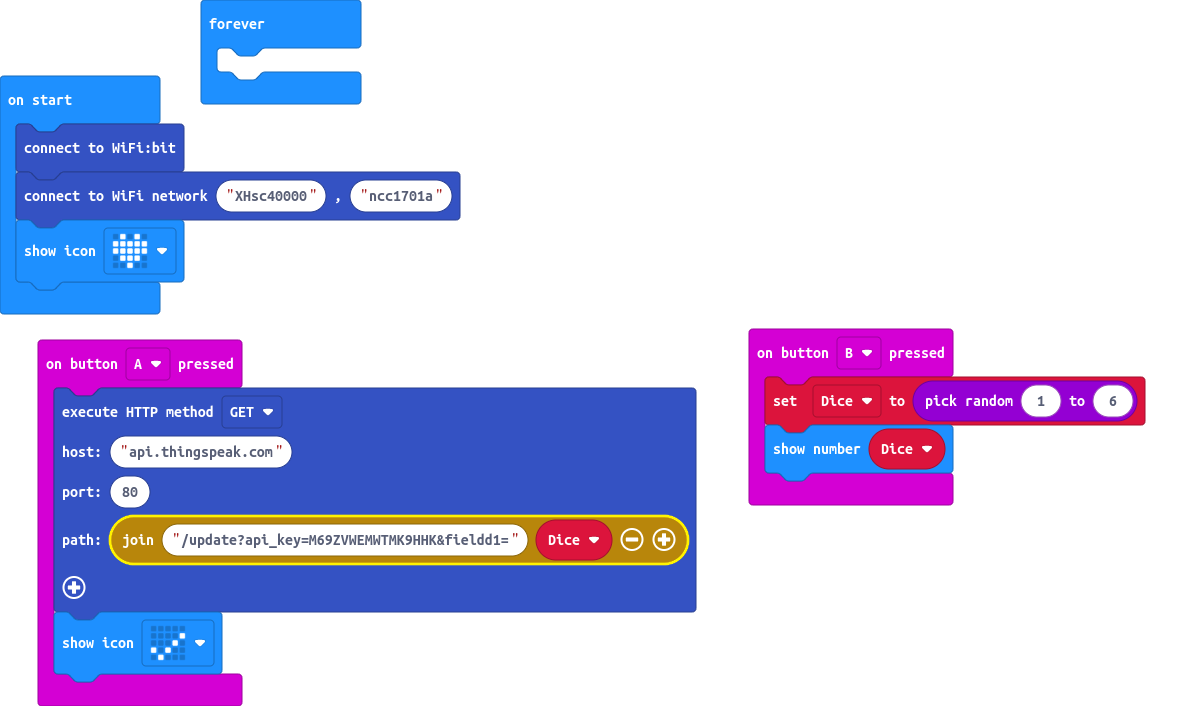 forever
on start
connect to WiFi:bit
connect to WiFi network "XHsc40000" , "ncc1701a"
show icon
on button A pressed
execute HTTP method GET
host: "api.thingspeak.com"
port: 80
path: join "/update?api_key=M69ZVWEMWTMK9HHK&fieldd1=" Dice
show icon
on button B pressed
set Dice to pick random 1 to 6
show number Dice